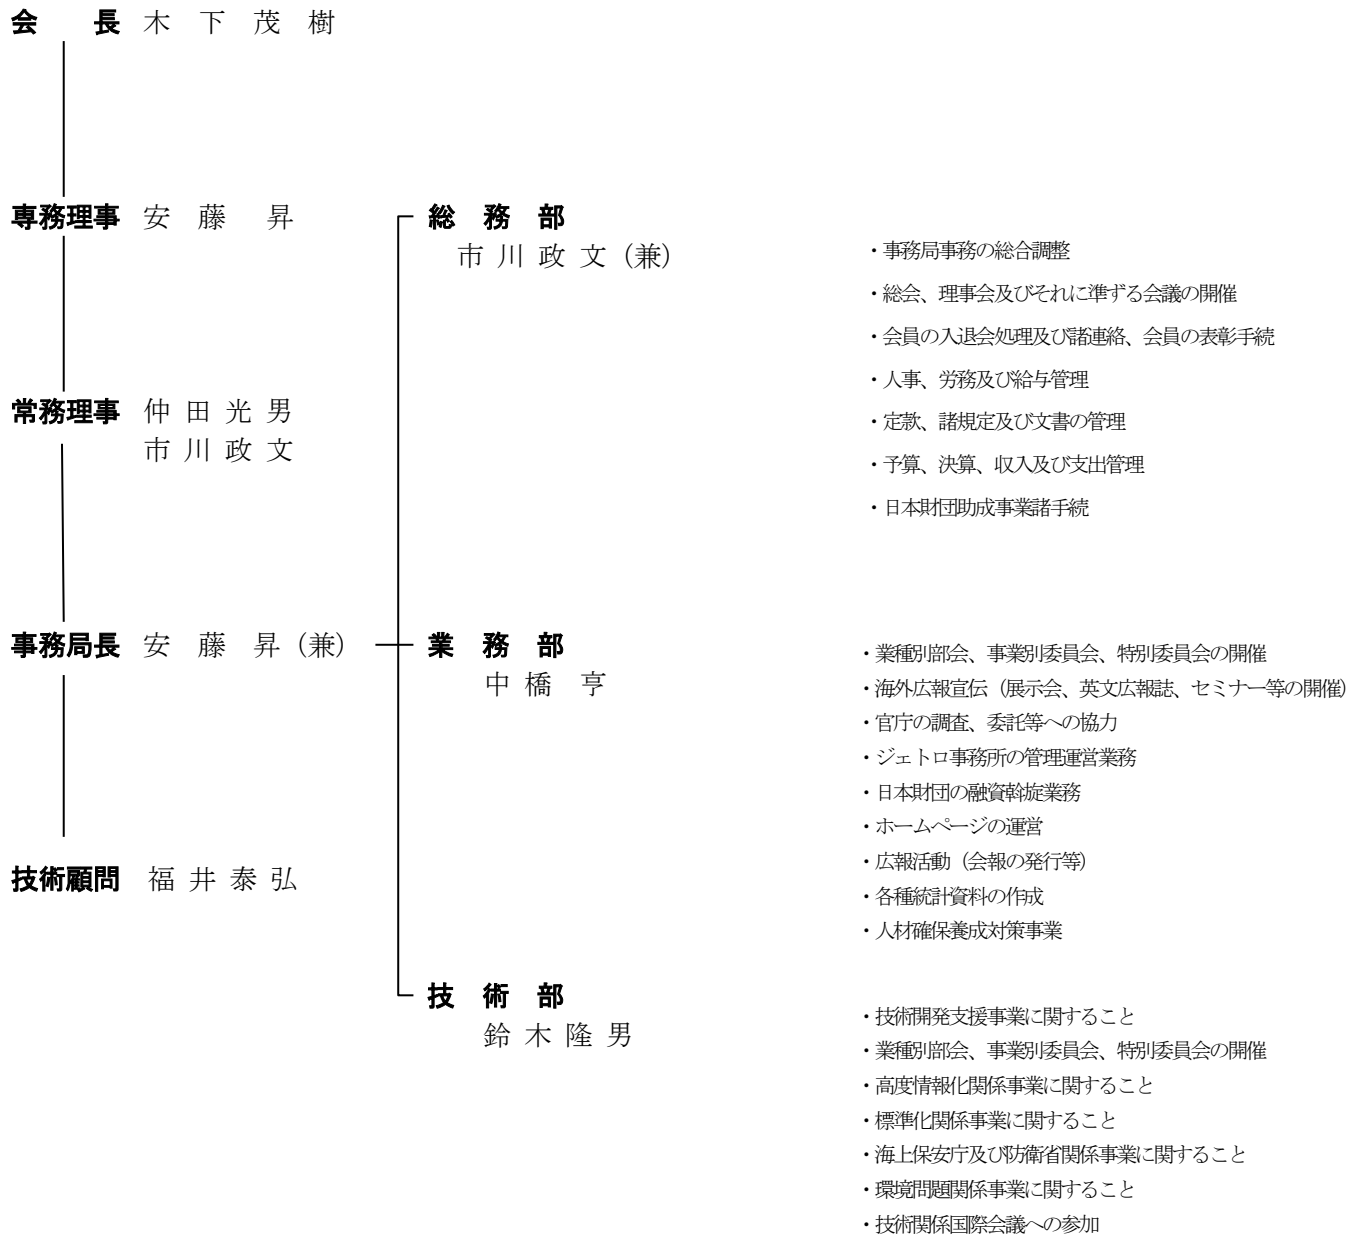 会　長 木下茂樹
専務理事 安藤　昇
常務理事 仲田光男
市川政文
事務局長 安藤　昇（兼）
技術顧問 福井泰弘
総務部
市川政文（兼）
・事務局事務の総合調整
・総会、理事会及びそれに準ずる会議の開催
・会員の入退会処理及び諸連絡、会員の表彰手続
・人事、労務及び給与管理
・定款、諸規定及び文書の管理
・予算、決算、収入及び支出管理
・日本財団助成事業諸手続
業務部
中橋　亨
・業種別部会、事業別委員会、特別委員会の開催
・海外広報宣伝（展示会、英文広報誌、セミナー等の開催）
・官庁の調査、委託等への協力
・ジェトロ事務所の管理運営業務
・日本財団の融資斡旋業務
・ホームページの運営
・広報活動（会報の発行等）
・各種統計資料の作成
・人材確保養成対策事業
技術部
鈴木隆男
・技術開発支援事業に関すること
・業種別部会、事業別委員会、特別委員会の開催
・高度情報化関係事業に関すること
・標準化関係事業に関すること
・海上保安庁及び防衛省関係事業に関すること
・環境問題関係事業に関すること
・技術関係国際会議への参加